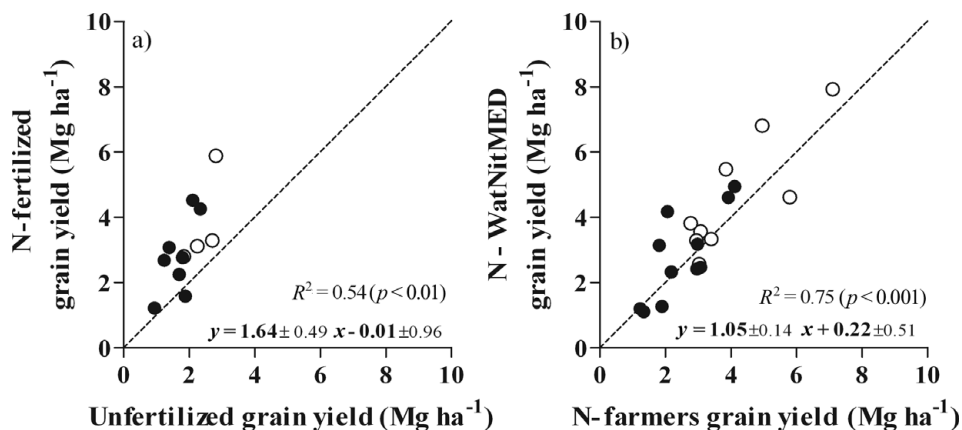 a)
N-fertilized
grain yield (Mg ha⁻¹)
10
8
6
4
2
0
R² = 0.54 (p<0.01)
y = 1.64± 0.49 x - 0.01±0.96
0 2 4 6 8 10
Unfertilized grain yield (Mg ha⁻¹)
b)
N - WatNitMED
grain yield (Mg ha⁻¹)
10
8
6
4
2
0
R² = 0.75 (p<0.001)
y = 1.05±0.14 x + 0.22±0.51
0 2 4 6 8 10
N-farmers grain yield (Mg ha⁻¹)